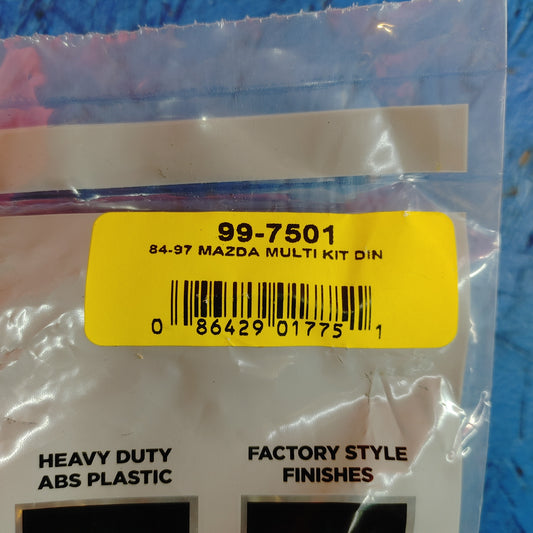 99-7501
84-97 MAZDA MULTI KIT DIN
0 86429 01775 1
HEAVY DUTY
ABS PLASTIC
FACTORY STYLE
FINISHES